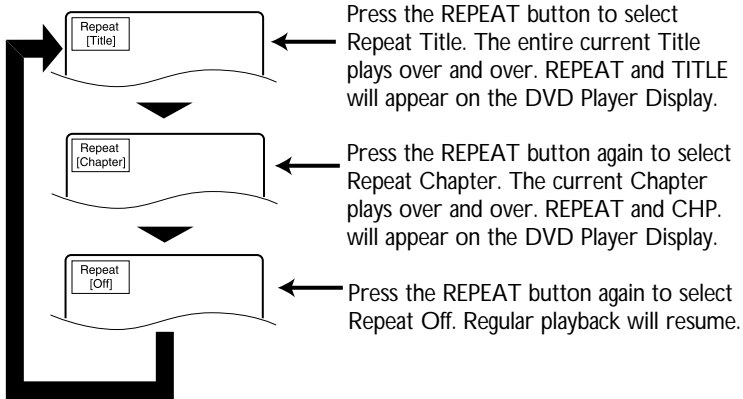 Repeat
[Title]
Press the REPEAT button to select
Repeat Title. The entire current Title
plays over and over. REPEAT and TITLE
will appear on the DVD Player Display.
Repeat
[Chapter]
Press the REPEAT button again to select
Repeat Chapter. The current Chapter
plays over and over. REPEAT and CHP.
will appear on the DVD Player Display.
Repeat
[Off]
Press the REPEAT button again to select
Repeat Off. Regular playback will resume.